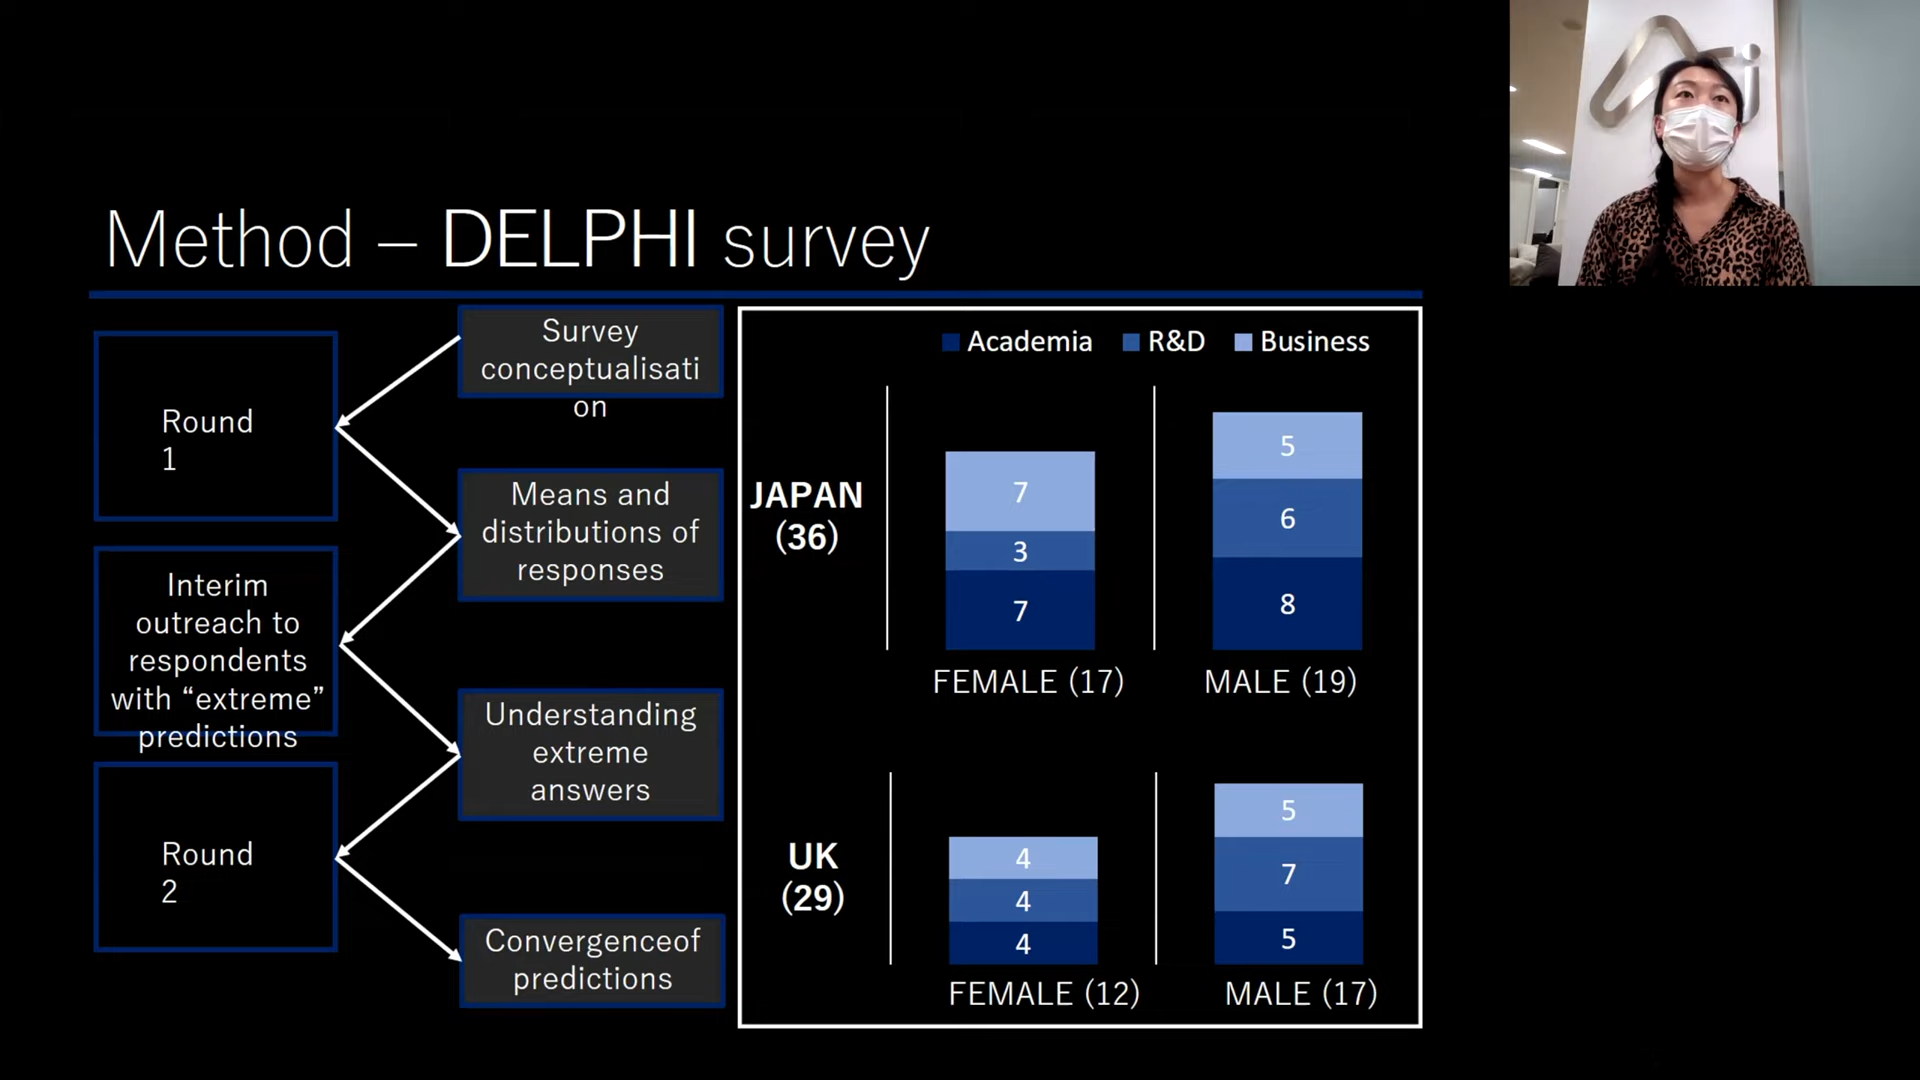 Method – DELPHI survey
Round
1
Interim
outreach to
respondents
with “extreme”
predictions
Round
2
Survey
conceptualisati
on
Means and
distributions of
responses
Understanding
extreme
answers
Convergenceof
predictions
Academia R&D Business
JAPAN
(36)
7
3
7
FEMALE (17)
5
6
8
MALE (19)
UK
(29)
4
4
4
FEMALE (12)
5
7
5
MALE (17)